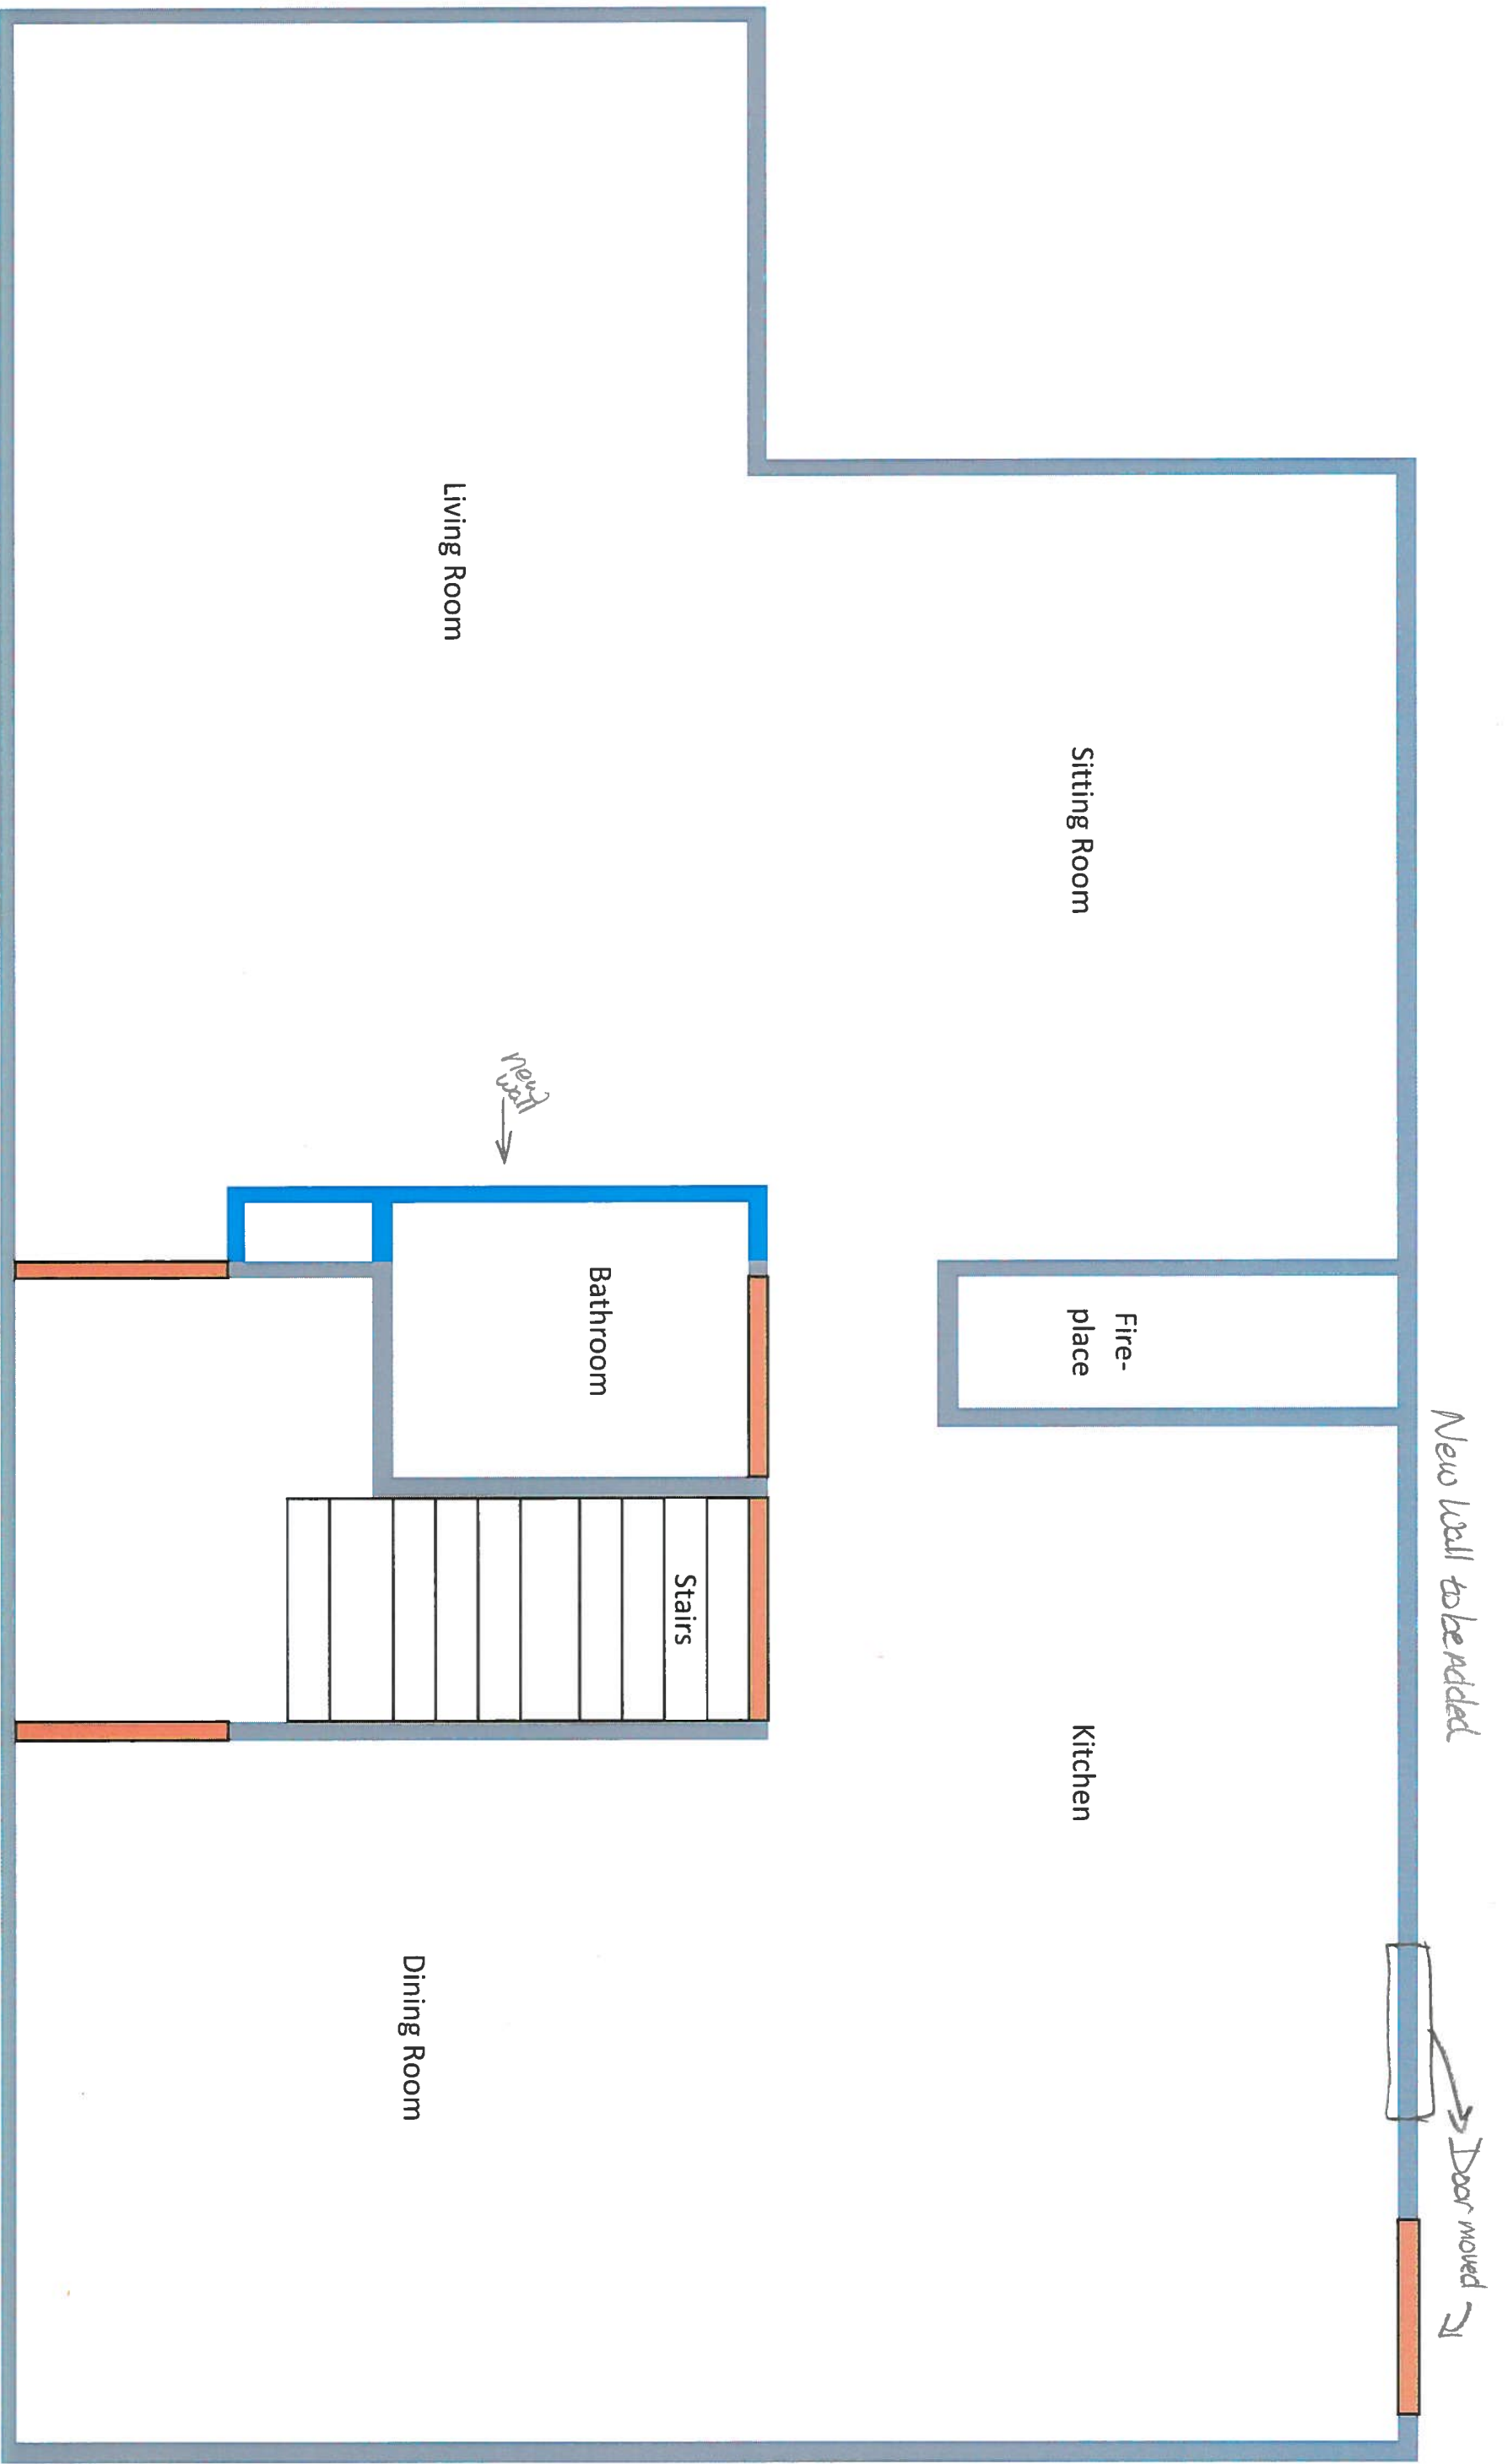 New Wall to be Added
Door moved
Sitting Room
Fire-
place
Kitchen
Living Room
new
wall
Bathroom
Stairs
Dining Room